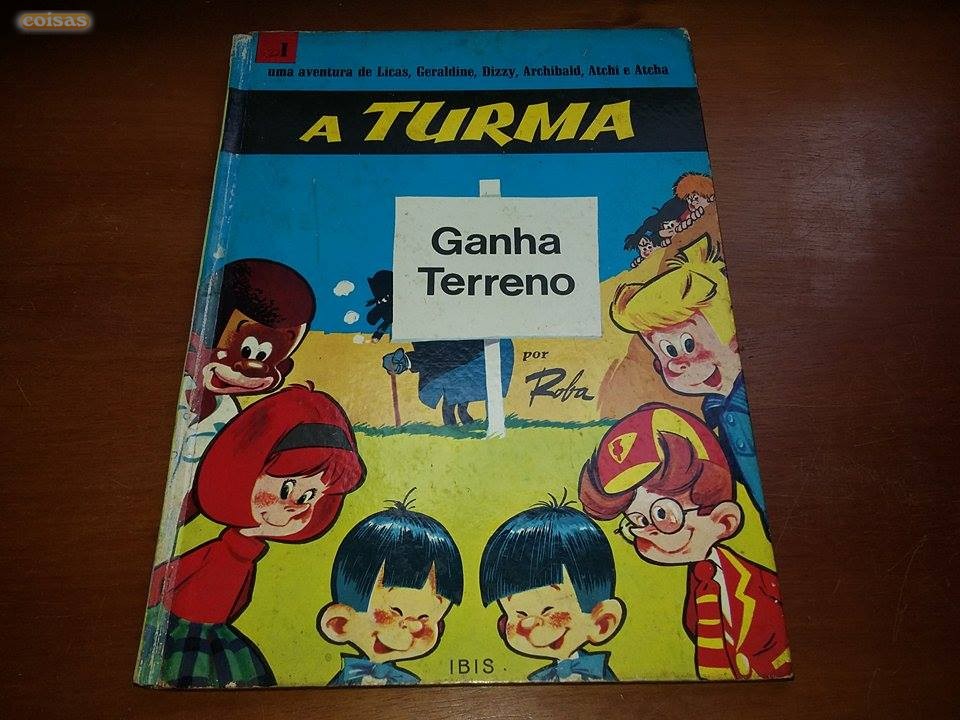 coisas
1
uma aventura de Licas, Geraldine, Dizzy, Archibald, Atchi e Atcha
A TURMA
Ganha
Terreno
por
Roba
IBIS